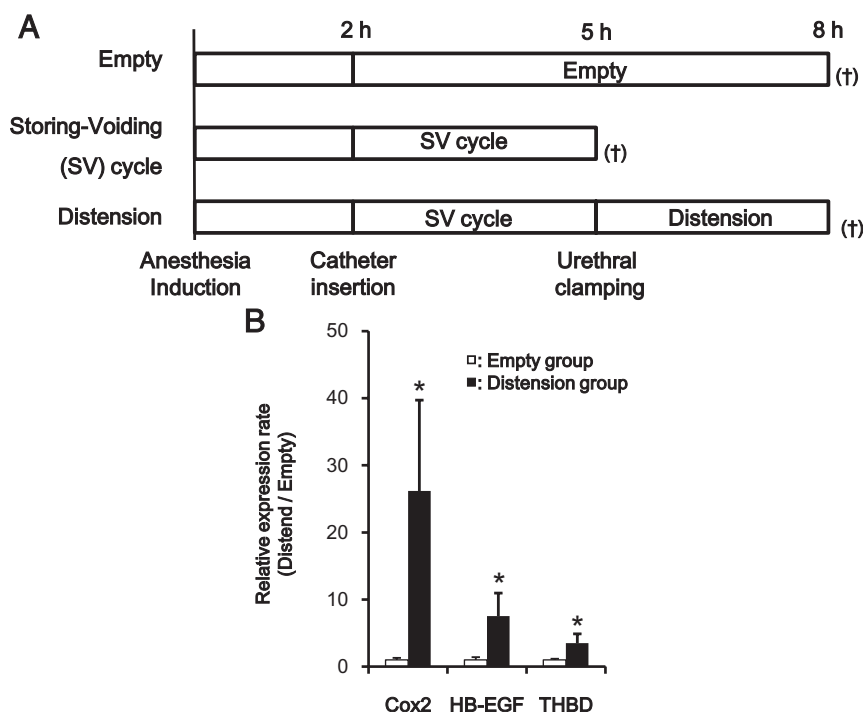 A
2 h
5 h
8 h
Empty
Empty
(†)
Storing-Voiding
(SV) cycle
SV cycle
(†)
Distension
SV cycle
Distension
(†)
Anesthesia
Induction
Catheter
insertion
Urethral
clamping
B
Relative expression rate
(Distend / Empty)
50
40
30
20
10
0
: Empty group
: Distension group
*
*
*
Cox2
HB-EGF
THBD